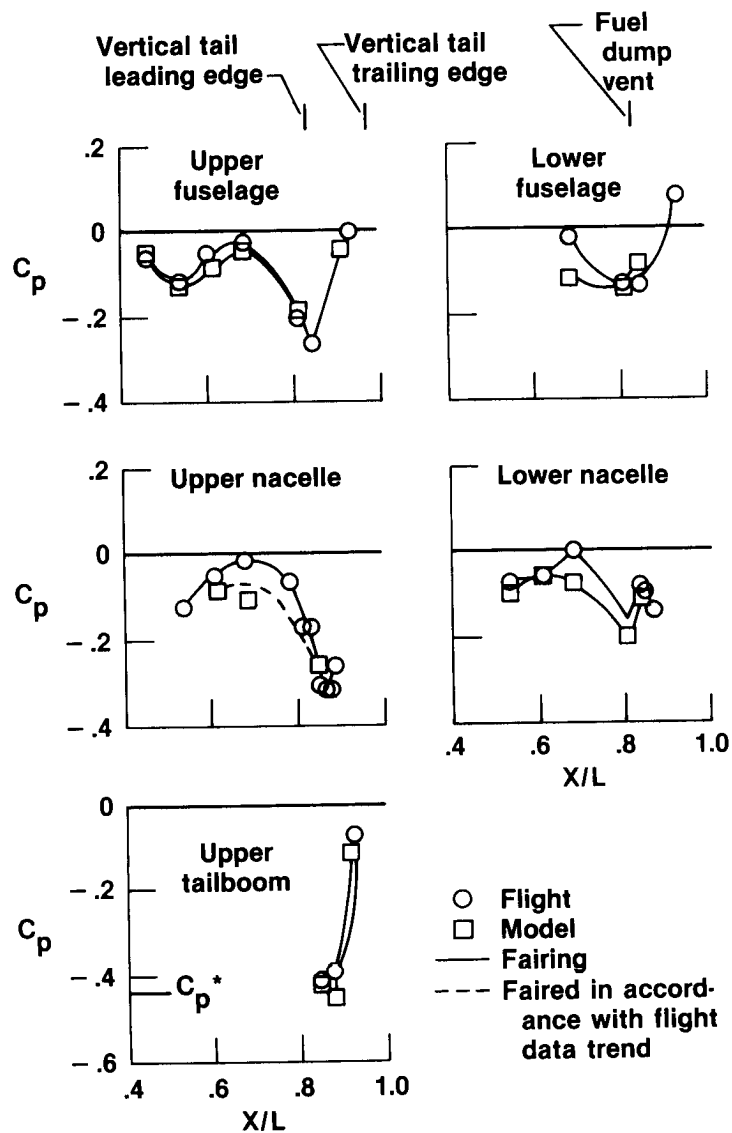 Vertical tail
leading edge
Vertical tail
trailing edge
Fuel
dump
vent
.2
0
Cp
– .2
– .4
Upper
fuselage
Lower
fuselage
.2
0
Cp
– .2
– .4
Upper nacelle
Lower nacelle
.4 .6 .8 1.0
X/L
0
– .2
Cp
– .4
Cp*
– .6
Upper
tailboom
.4 .6 .8 1.0
X/L
Flight
Model
Fairing
Faired in accord-
ance with flight
data trend